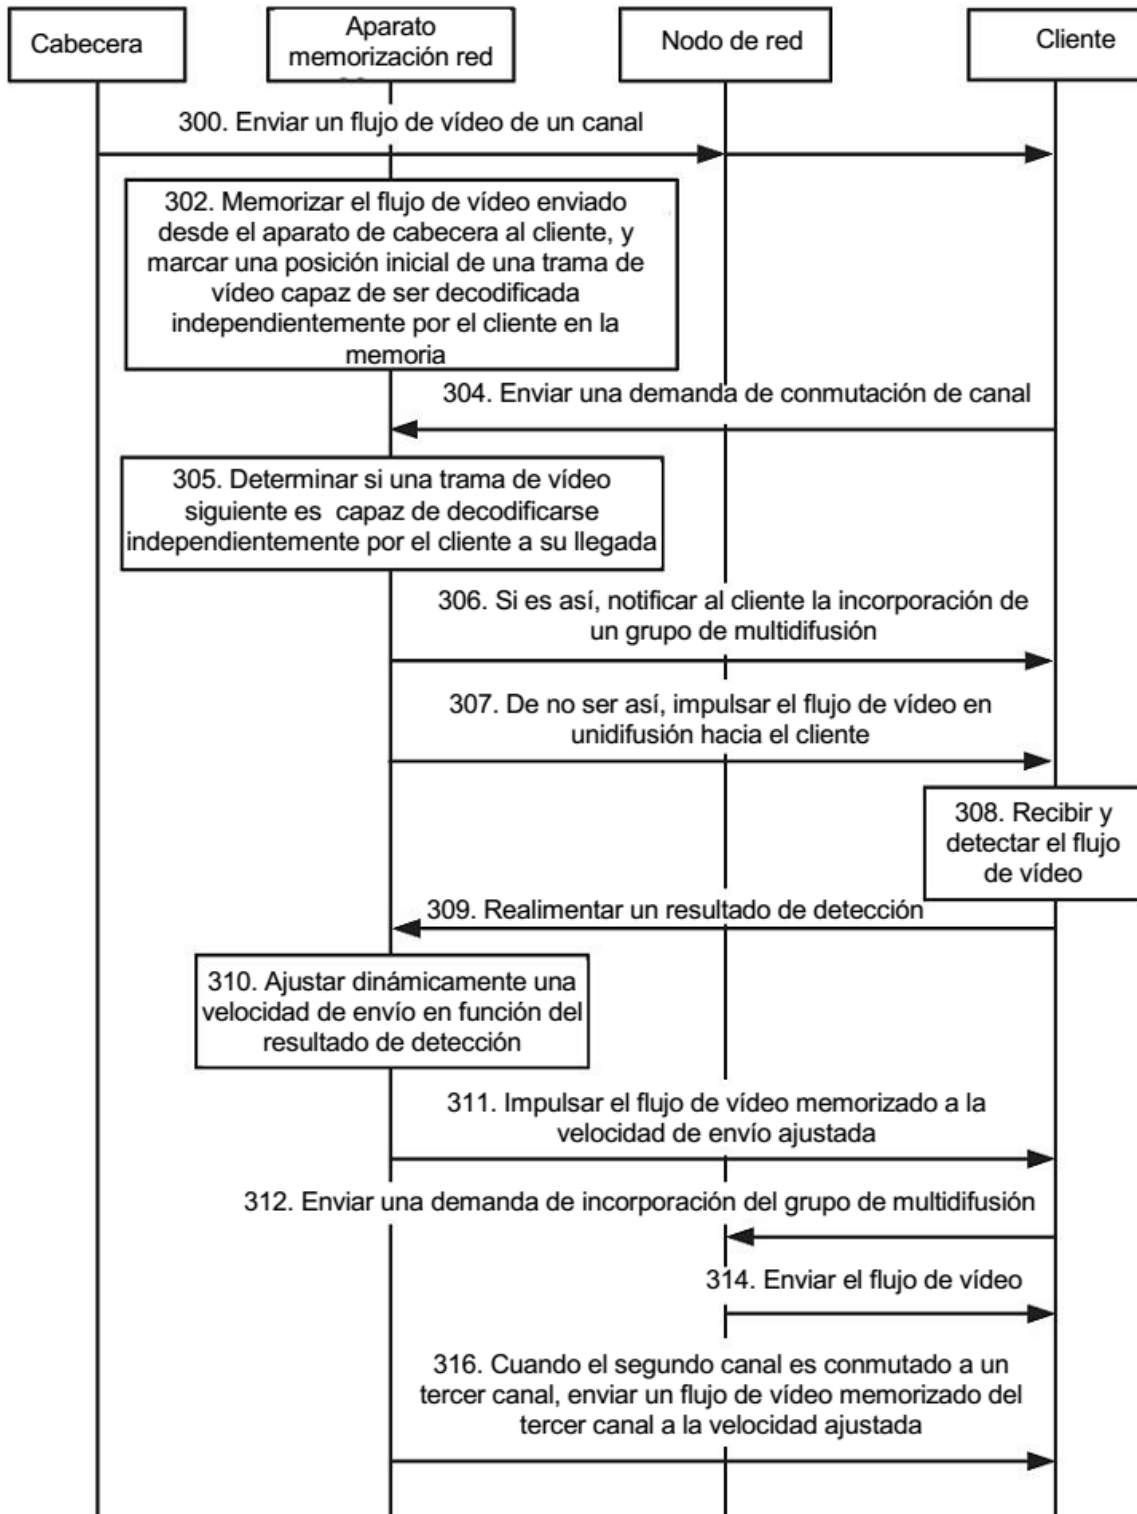 Cabecera
Aparato
memorización red
Nodo de red
Cliente
300. Enviar un flujo de vídeo de un canal
302. Memorizar el flujo de vídeo enviado
desde el aparato de cabecera al cliente, y
marcar una posición inicial de una trama de
vídeo capaz de ser decodificada
independientemente por el cliente en la
memoria
304. Enviar una demanda de conmutación de canal
305. Determinar si una trama de vídeo
siguiente es capaz de decodificarse
independientemente por el cliente a su llegada
306. Si es así, notificar al cliente la incorporación de
un grupo de multidifusión
307. De no ser así, impulsar el flujo de vídeo en
unidifusión hacia el cliente
308. Recibir y
detectar el flujo
de vídeo
309. Realimentar un resultado de detección
310. Ajustar dinámicamente una
velocidad de envío en función del
resultado de detección
311. Impulsar el flujo de vídeo memorizado a la
velocidad de envío ajustada
312. Enviar una demanda de incorporación del grupo de multidifusión
314. Enviar el flujo de vídeo
316. Cuando el segundo canal es conmutado a un
tercer canal, enviar un flujo de vídeo memorizado del
tercer canal a la velocidad ajustada